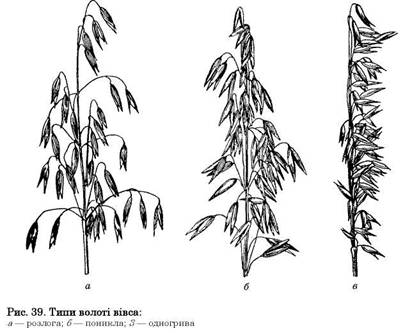 а б в
Рис. 39. Типи волоті вівса:
а — розлога; б — поникла; З — одногрива